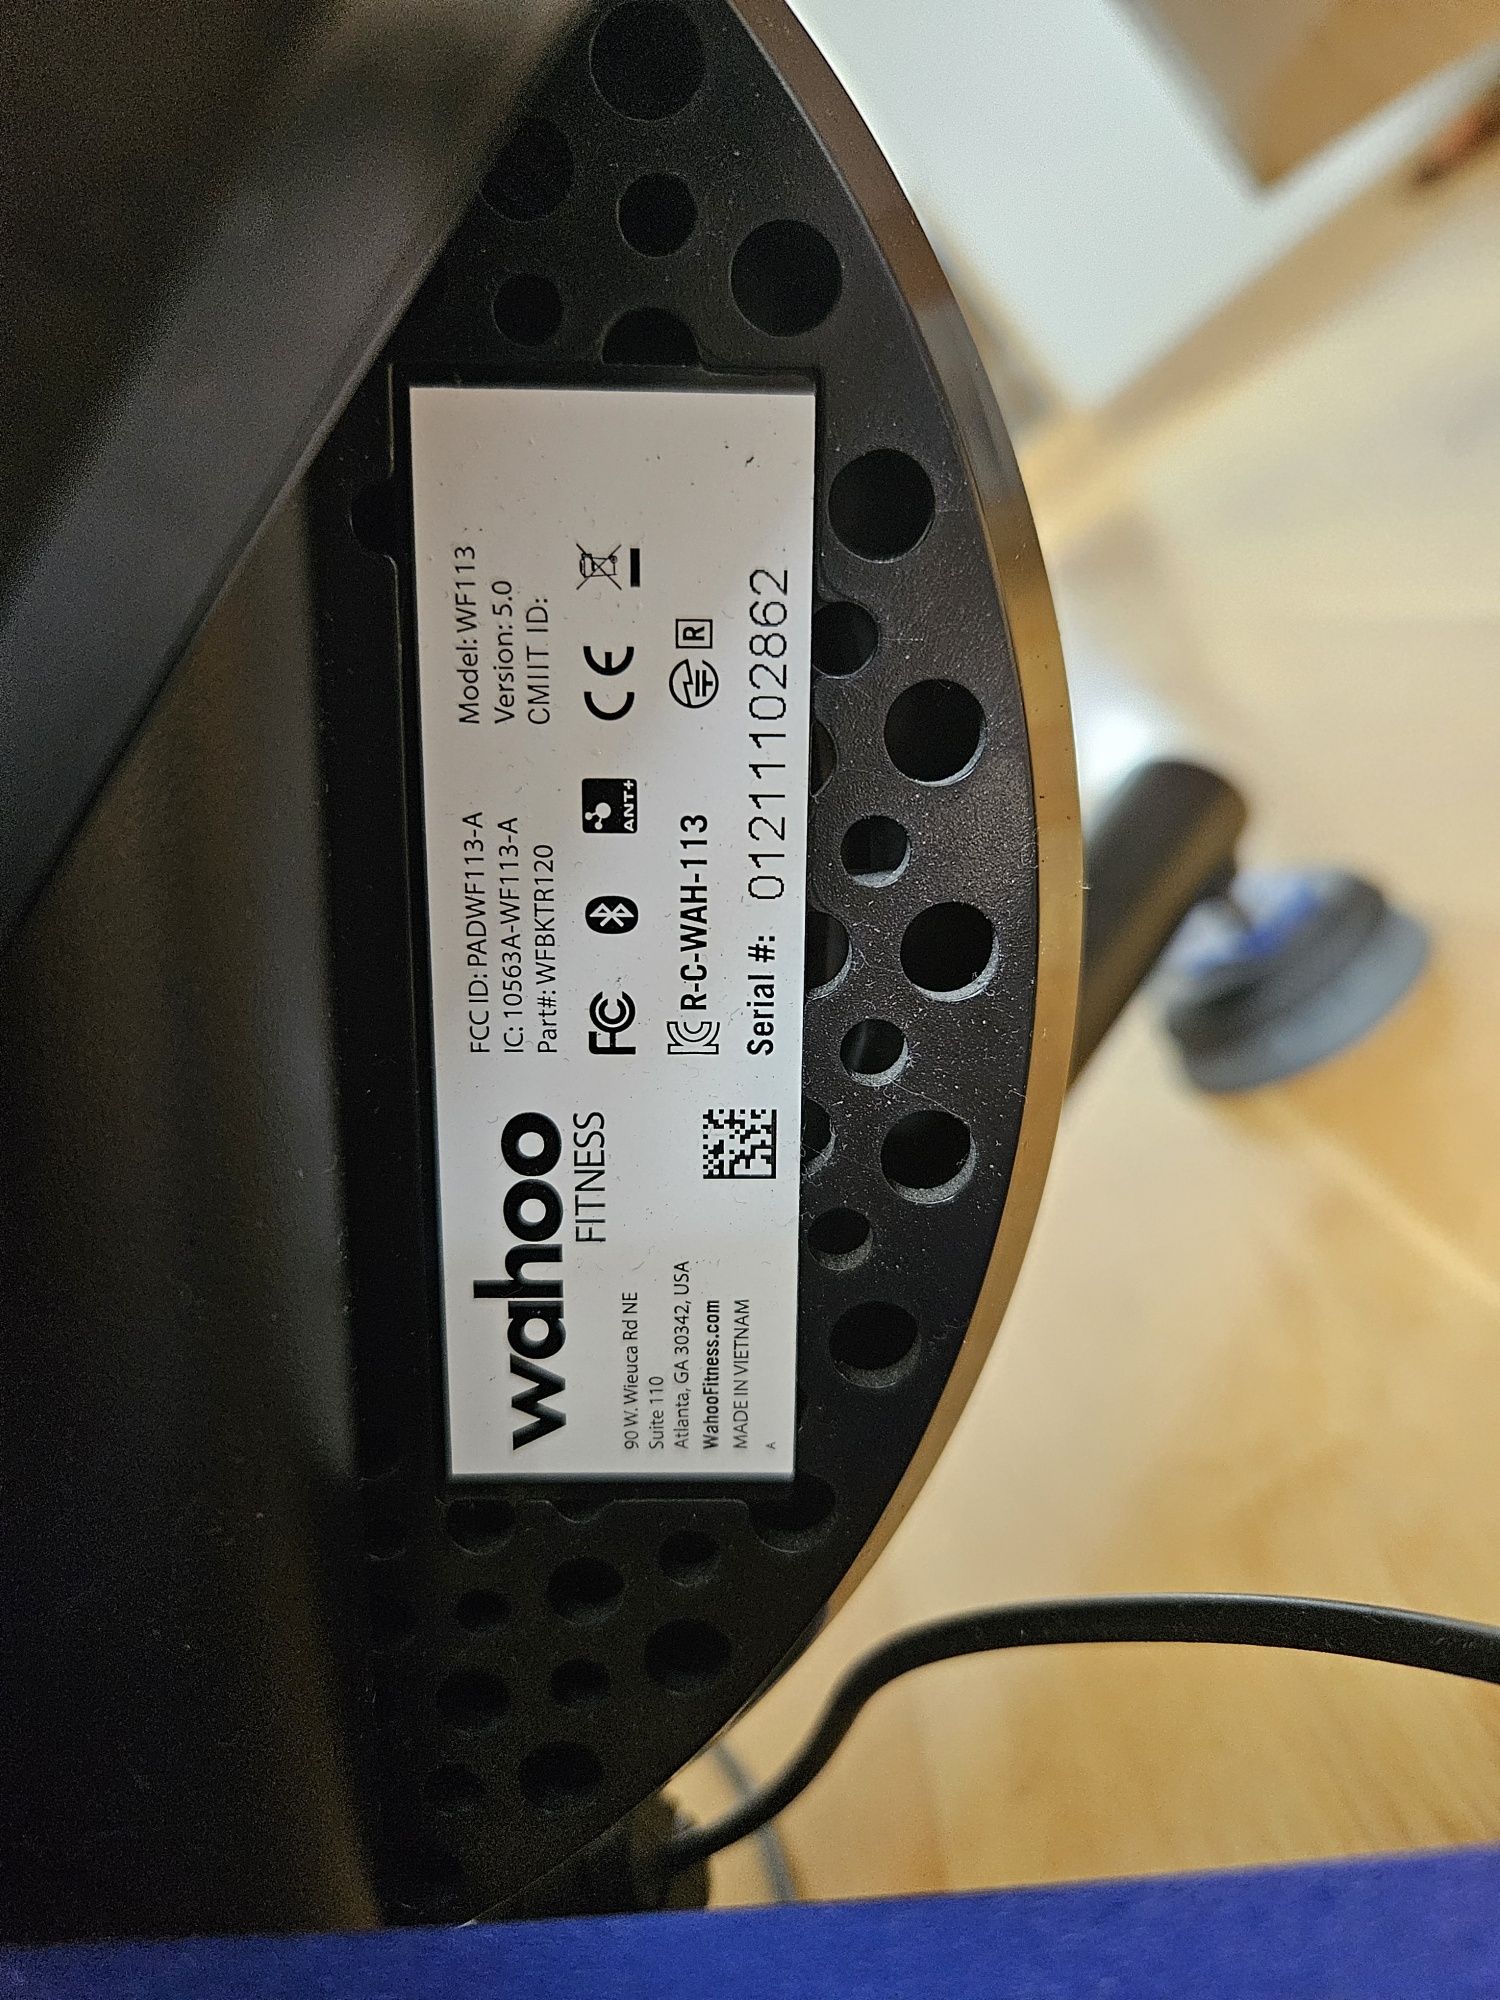 wahoo
FITNESS
90 W. Wieuca Rd NE
Suite 110
Atlanta, GA 30342, USA
WahooFitness.com
MADE IN VIETNAM
A
FCC ID: PADWF113-A
IC: 10563A-WF113-A
Part#: WFBKTR120
Model: WF113
Version: 5.0
CMIIT ID:
FC
ANT+
CE
R-C-WAH-113
R
Serial #: 012111102862